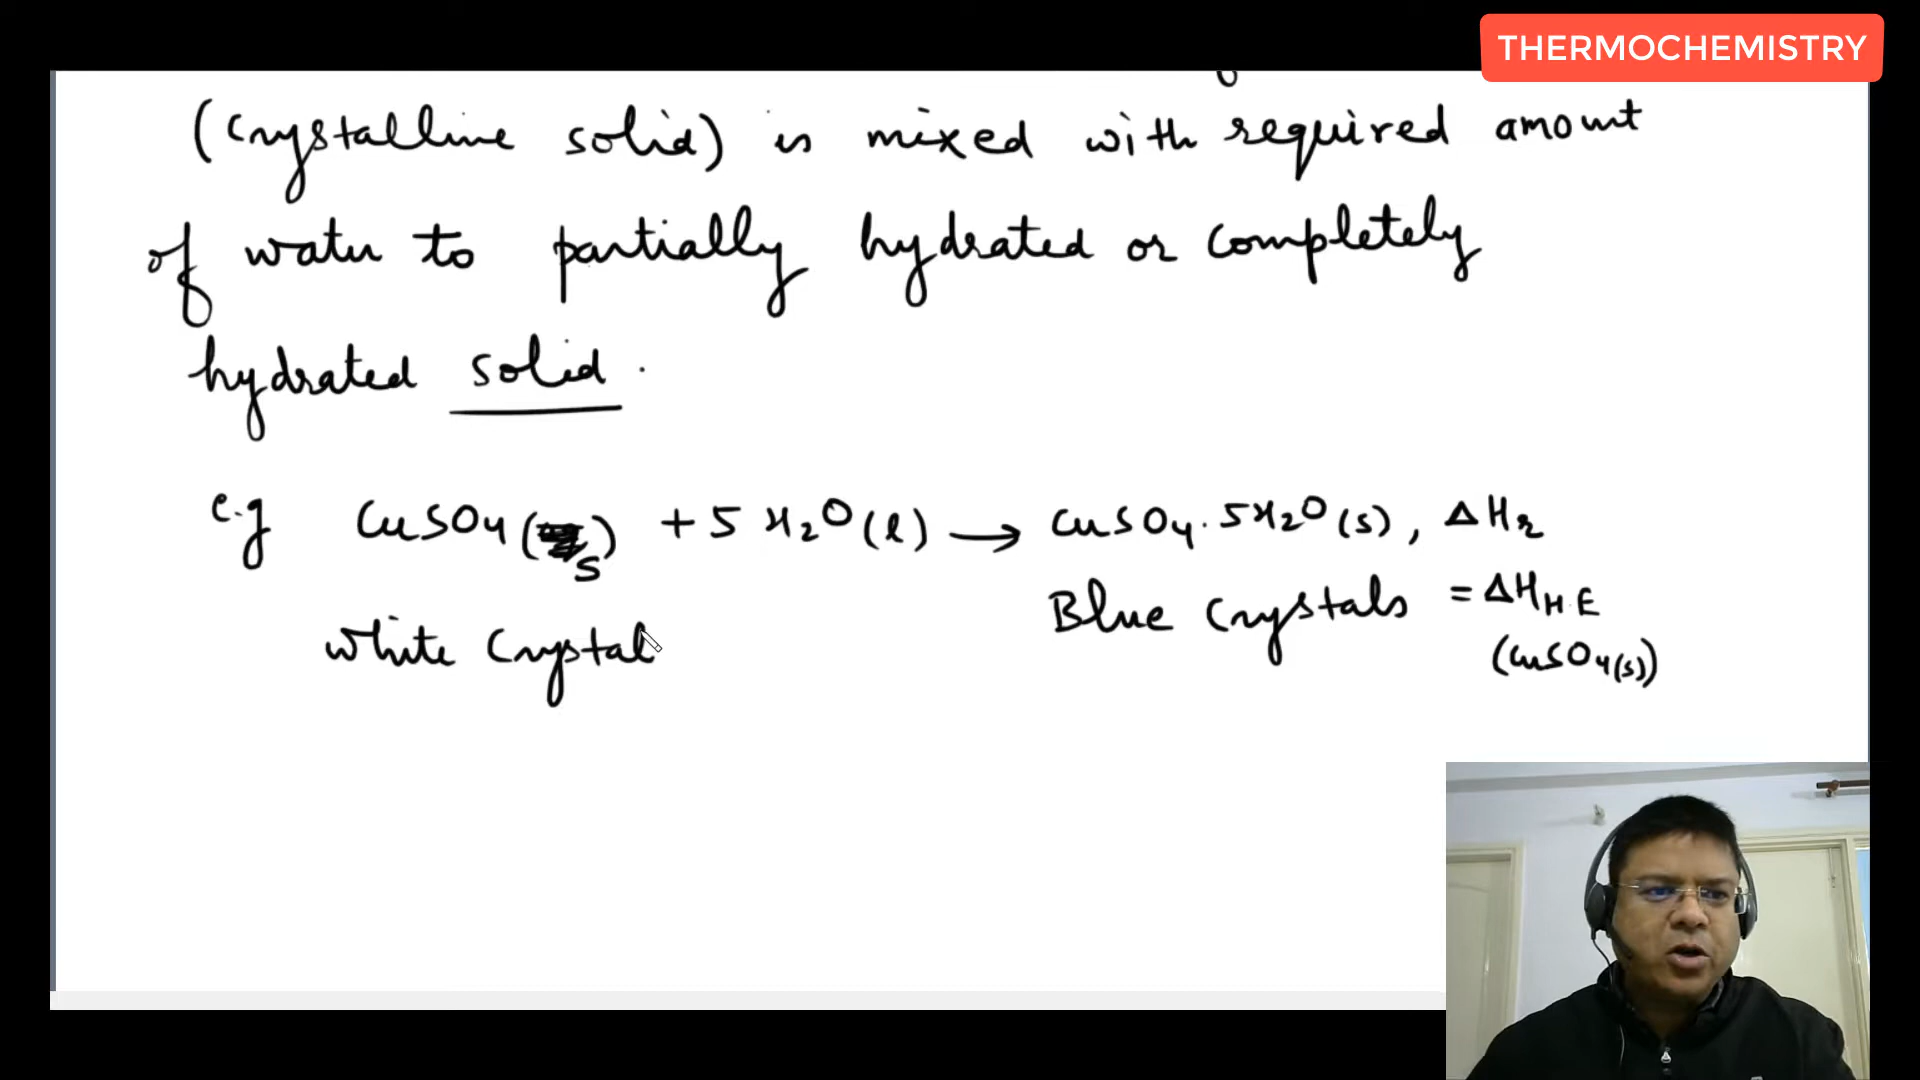 THERMOCHEMISTRY
(crystalline solid) is mixed with required amount
of water to partially hydrated or completely
hydrated solid.
e.g CuSO4(s) + 5 H2O(l) → CuSO4.5H2O(s), ΔHr
Blue Crystals = ΔHH.E
White Crystal (CuSO4(s))